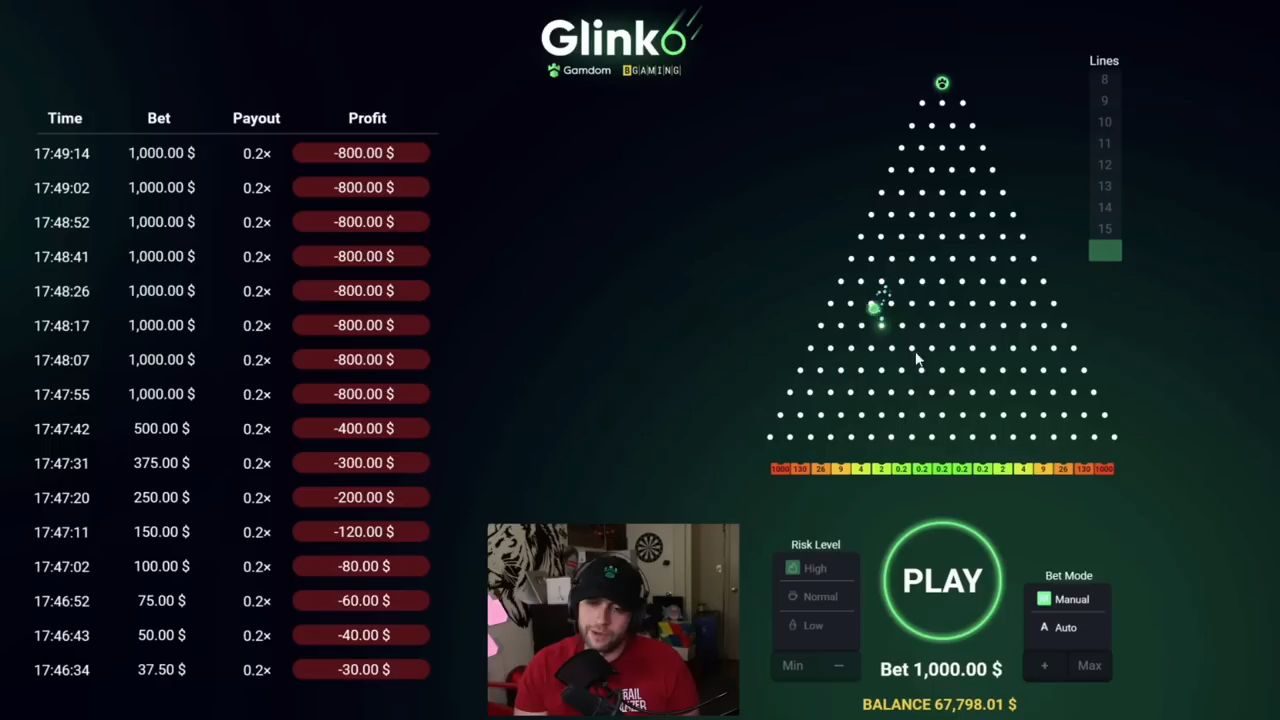 Glink6
Gamdom BGAMING
Time Bet Payout Profit
17:49:14 1,000.00 $ 0.2× -800.00 $
17:49:02 1,000.00 $ 0.2× -800.00 $
17:48:52 1,000.00 $ 0.2× -800.00 $
17:48:41 1,000.00 $ 0.2× -800.00 $
17:48:26 1,000.00 $ 0.2× -800.00 $
17:48:17 1,000.00 $ 0.2× -800.00 $
17:48:07 1,000.00 $ 0.2× -800.00 $
17:47:55 1,000.00 $ 0.2× -800.00 $
17:47:42 500.00 $ 0.2× -400.00 $
17:47:31 375.00 $ 0.2× -300.00 $
17:47:20 250.00 $ 0.2× -200.00 $
17:47:11 150.00 $ 0.2× -120.00 $
17:47:02 100.00 $ 0.2× -80.00 $
17:46:52 75.00 $ 0.2× -60.00 $
17:46:43 50.00 $ 0.2× -40.00 $
17:46:34 37.50 $ 0.2× -30.00 $
Lines
8
9
10
11
12
13
14
15
1000 130 26 9 4 2 0.2 0.2 0.2 0.2 0.2 2 4 9 26 130 1000
Risk Level
High
Normal
Low
Min −
PLAY
Bet 1,000.00 $
BALANCE 67,798.01 $
Bet Mode
Manual
A Auto
+ Max